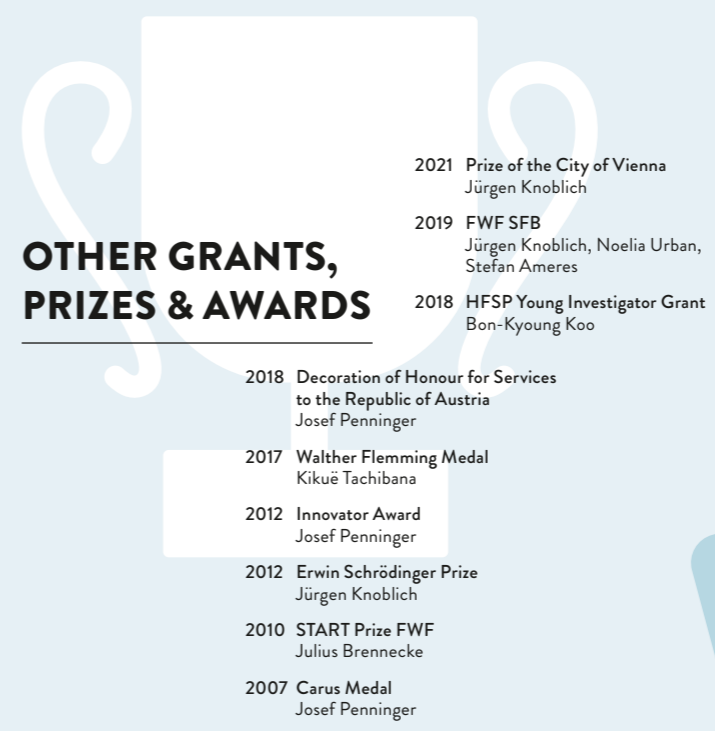 OTHER GRANTS,
PRIZES & AWARDS
2021 Prize of the City of Vienna
Jürgen Knoblich
2019 FWF SFB
Jürgen Knoblich, Noelia Urban,
Stefan Ameres
2018 HFSP Young Investigator Grant
Bon-Kyoung Koo
2018 Decoration of Honour for Services
to the Republic of Austria
Josef Penninger
2017 Walther Flemming Medal
Kikuë Tachibana
2012 Innovator Award
Josef Penninger
2012 Erwin Schrödinger Prize
Jürgen Knoblich
2010 START Prize FWF
Julius Brennecke
2007 Carus Medal
Josef Penninger